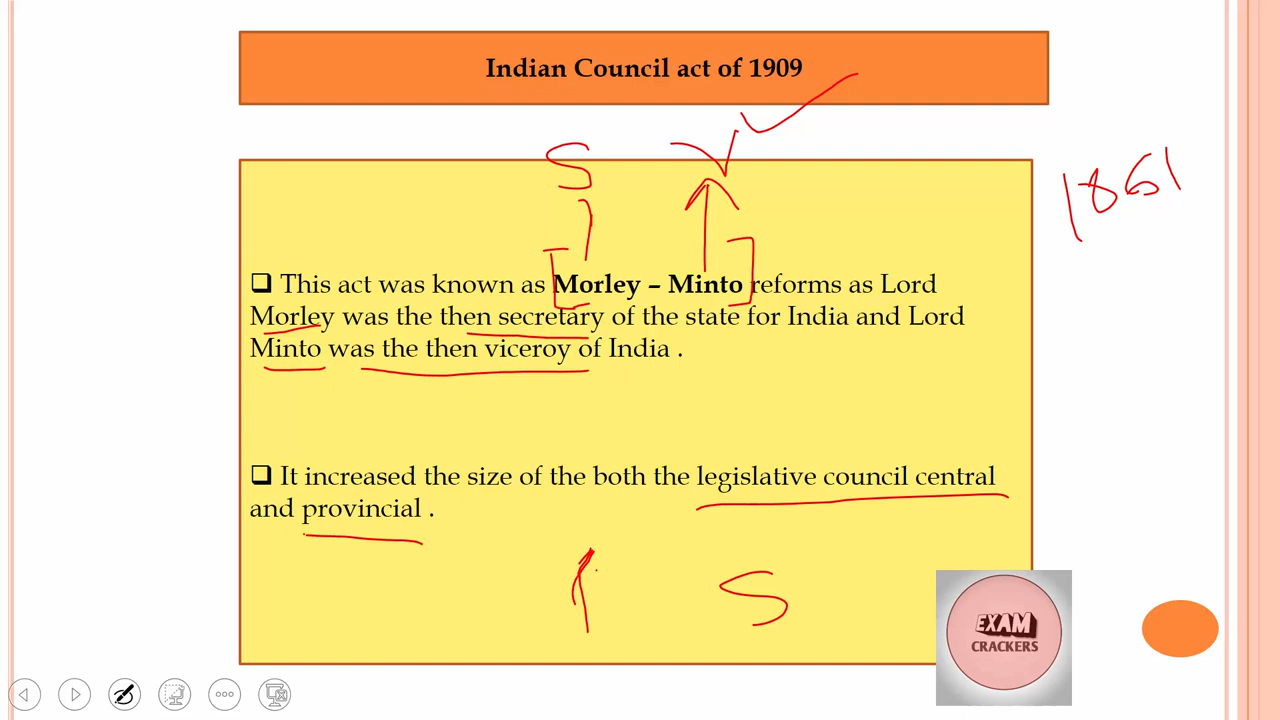 Indian Council act of 1909
S V
1861
❑ This act was known as Morley – Minto reforms as Lord
Morley was the then secretary of the state for India and Lord
Minto was the then viceroy of India .
❑ It increased the size of the both the legislative council central
and provincial .
S
EXAM
CRACKERS